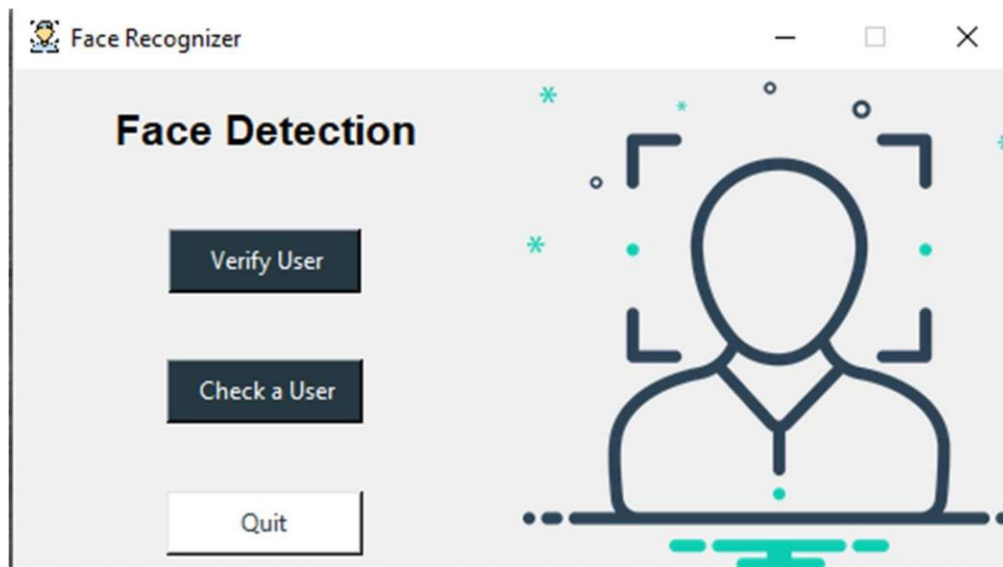 Face Recognizer
Face Detection
Verify User
Check a User
Quit